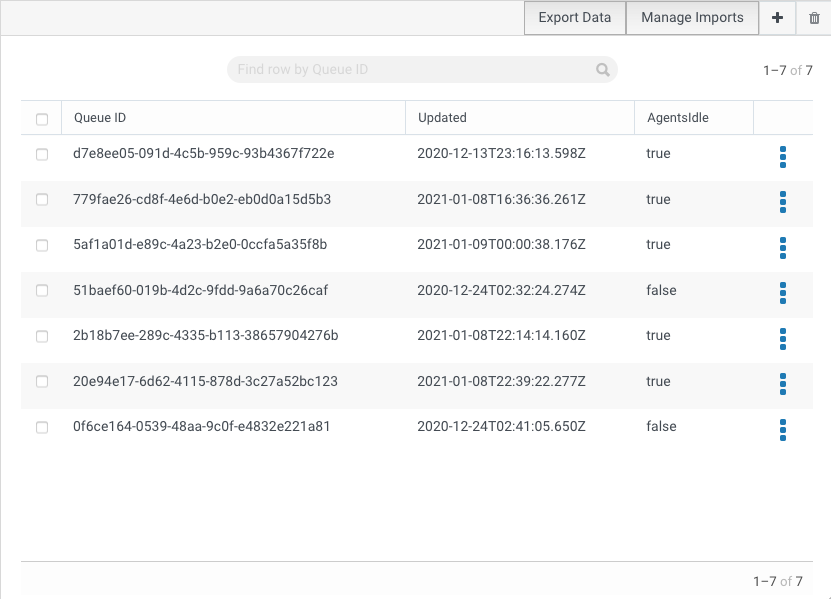 Export Data Manage Imports
Find row by Queue ID
1–7 of 7
Queue ID Updated AgentsIdle
d7e8ee05-091d-4c5b-959c-93b4367f722e 2020-12-13T23:16:13.598Z true
779fae26-cd8f-4e6d-b0e2-eb0d0a15d5b3 2021-01-08T16:36:36.261Z true
5af1a01d-e89c-4a23-b2e0-0ccfa5a35f8b 2021-01-09T00:00:38.176Z true
51baef60-019b-4d2c-9fdd-9a6a70c26caf 2020-12-24T02:32:24.274Z false
2b18b7ee-289c-4335-b113-38657904276b 2021-01-08T22:14:14.160Z true
20e94e17-6d62-4115-878d-3c27a52bc123 2021-01-08T22:39:22.277Z true
0f6ce164-0539-48aa-9c0f-e4832e221a81 2020-12-24T02:41:05.650Z false
1–7 of 7